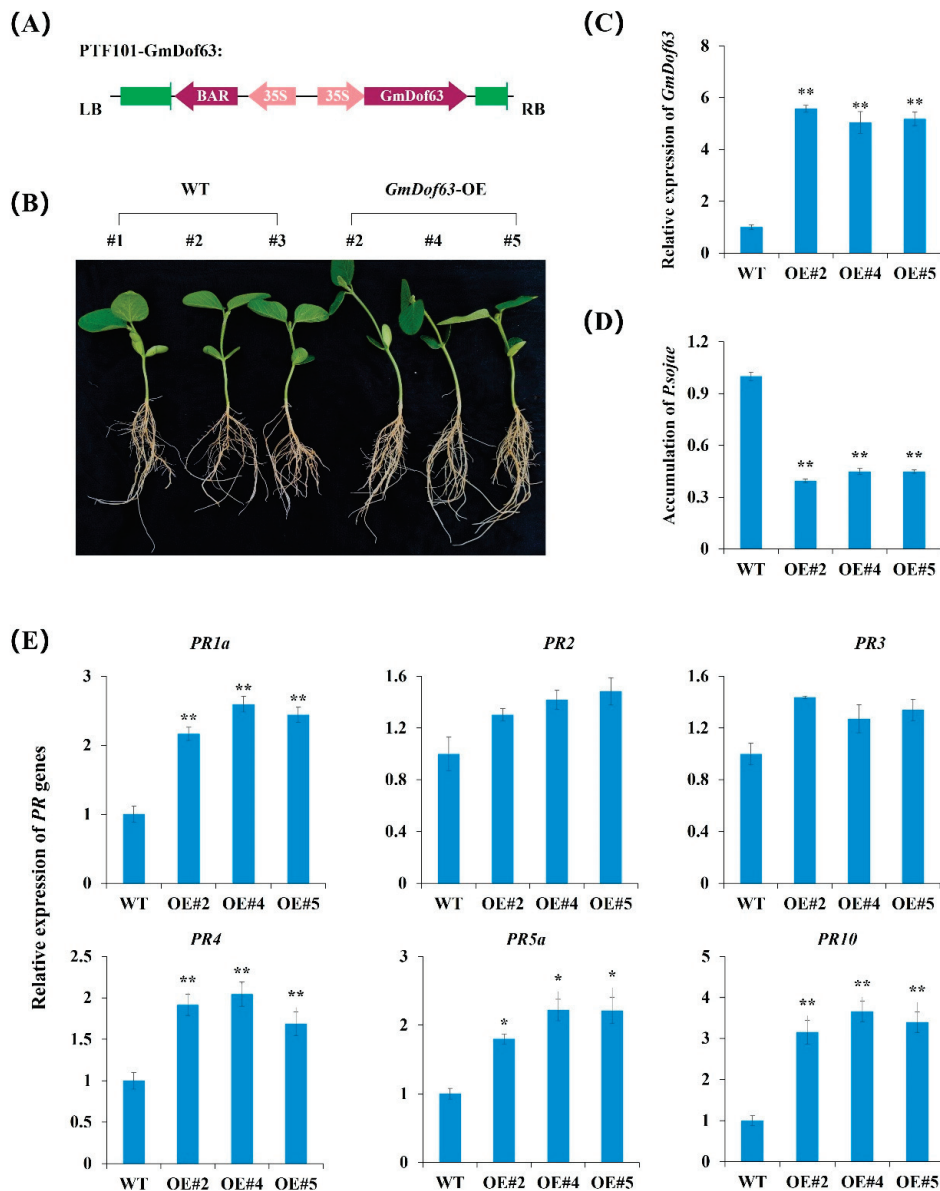 (A)
PTF101-GmDof63:
LB
BAR
35S
35S
GmDof63
RB
(B)
WT
GmDof63-OE
#1
#2
#3
#2
#4
#5
(C)
Relative expression of GmDof63
8
6
4
2
0
**
**
**
WT
OE#2
OE#4
OE#5
(D)
Accumulation of P.sojae
1.2
0.9
0.6
0.3
0
**
**
**
WT
OE#2
OE#4
OE#5
(E)
Relative expression of PR genes
PR1a
3
2
1
0
**
**
**
WT
OE#2
OE#4
OE#5
PR2
1.6
1.2
0.8
0.4
0
WT
OE#2
OE#4
OE#5
PR3
1.6
1.2
0.8
0.4
0
WT
OE#2
OE#4
OE#5
PR4
2.5
2
1.5
1
0.5
0
**
**
**
WT
OE#2
OE#4
OE#5
PR5a
3
2
1
0
*
*
*
WT
OE#2
OE#4
OE#5
PR10
5
4
3
2
1
0
**
**
**
WT
OE#2
OE#4
OE#5